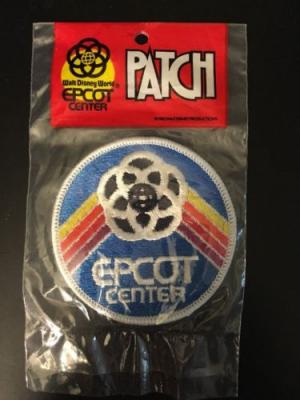 Walt Disney World®
EPCOT
CENTER
PATCH
EPCOT
CENTER